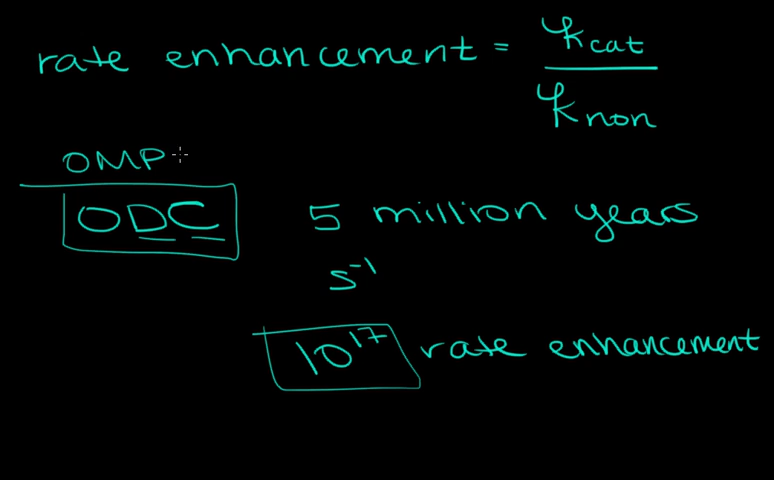 rate enhancement = kcat / knon
OMP
ODC 5 million years
s⁻¹
10¹⁷ rate enhancement